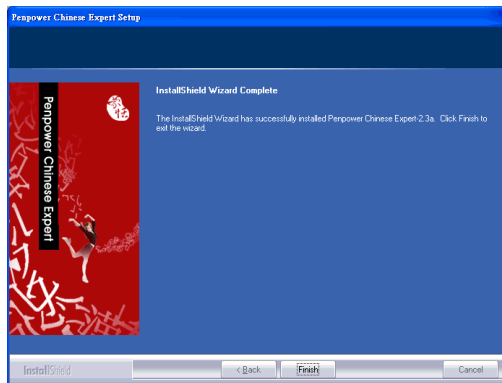 Penpower Chinese Expert Setup
InstallShield Wizard Complete
The InstallShield Wizard has successfully installed Penpower Chinese Expert-2.3a. Click Finish to
exit the wizard.
Penpower Chinese Expert
InstallShield
< Back
Finish
Cancel